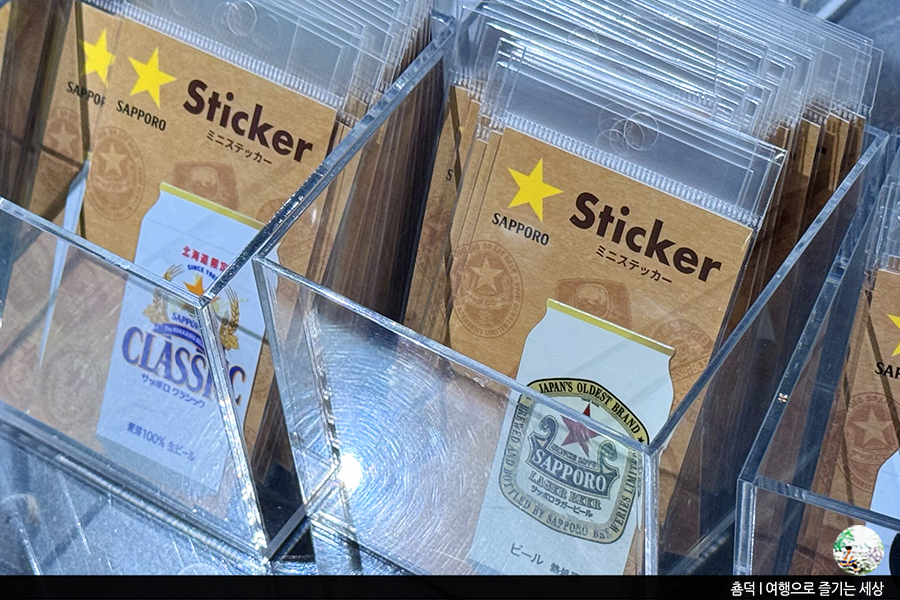 SAPPORO
SAPPORO
Sticker
ミニステッカー
北海道限定
SINCE 1985
SAPPORO
CLASSIC
サッポロ クラシック
麦芽100% 生ビール
SAPPORO
Sticker
ミニステッカー
JAPAN'S OLDEST BRAND
BREWED AND BOTTLED BY SAPPORO BREWERIES LIMITED
SAPPORO
LAGER BEER
サッポロラガービール
ビール
SAP
춈덕 | 여행으로 즐기는 세상